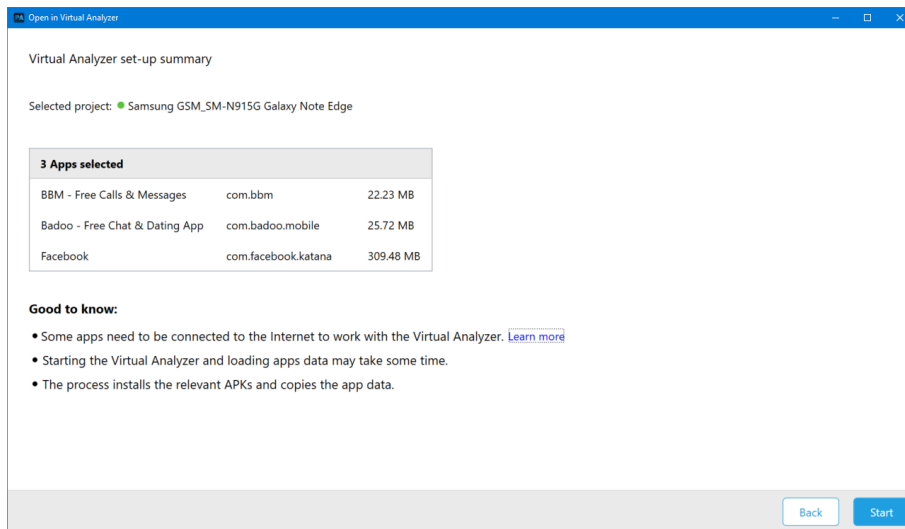 PA Open in Virtual Analyzer
Virtual Analyzer set-up summary
Selected project: Samsung GSM_SM-N915G Galaxy Note Edge
3 Apps selected
BBM - Free Calls & Messages com.bbm 22.23 MB
Badoo - Free Chat & Dating App com.badoo.mobile 25.72 MB
Facebook com.facebook.katana 309.48 MB
Good to know:
• Some apps need to be connected to the Internet to work with the Virtual Analyzer. Learn more
• Starting the Virtual Analyzer and loading apps data may take some time.
• The process installs the relevant APKs and copies the app data.
Back Start